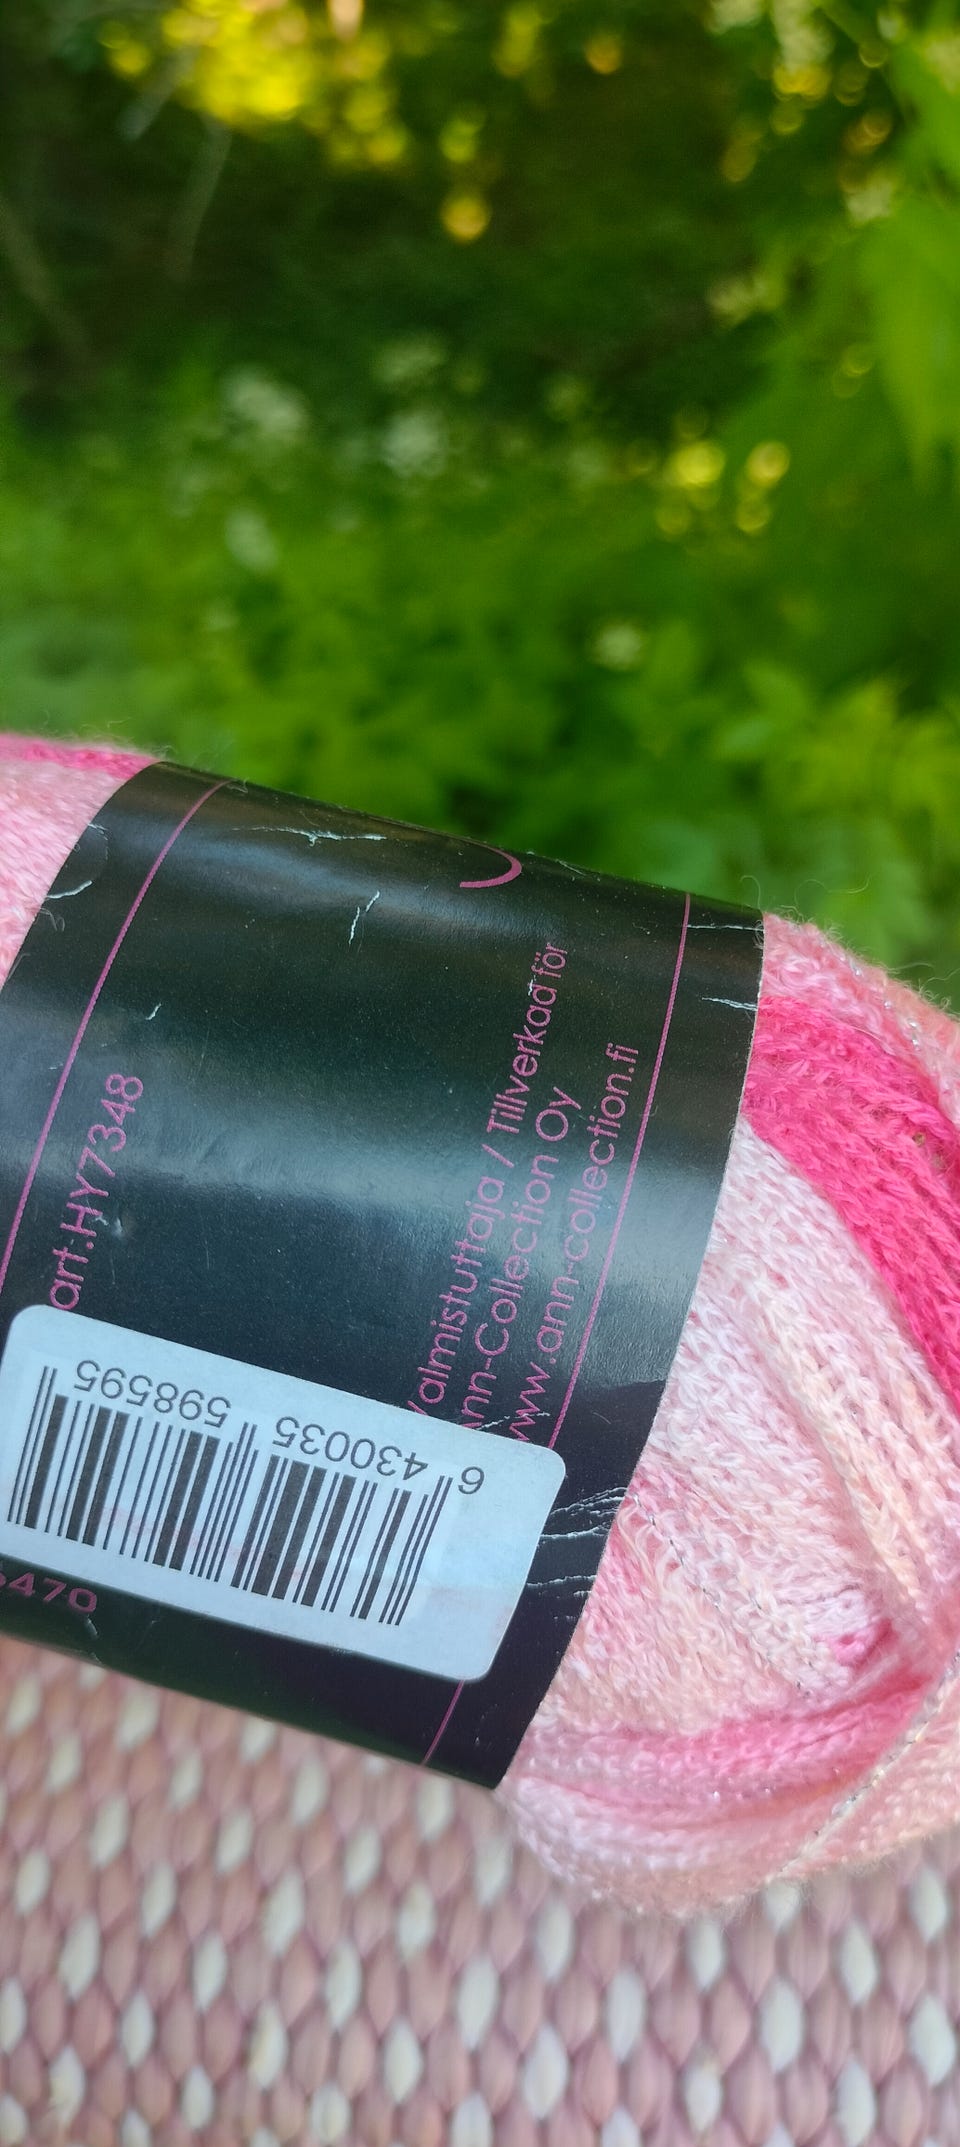 art.HY7348
Valmistuttaja / Tillverkad för
Ann-Collection Oy
www.ann-collection.fi
6 430035 598595